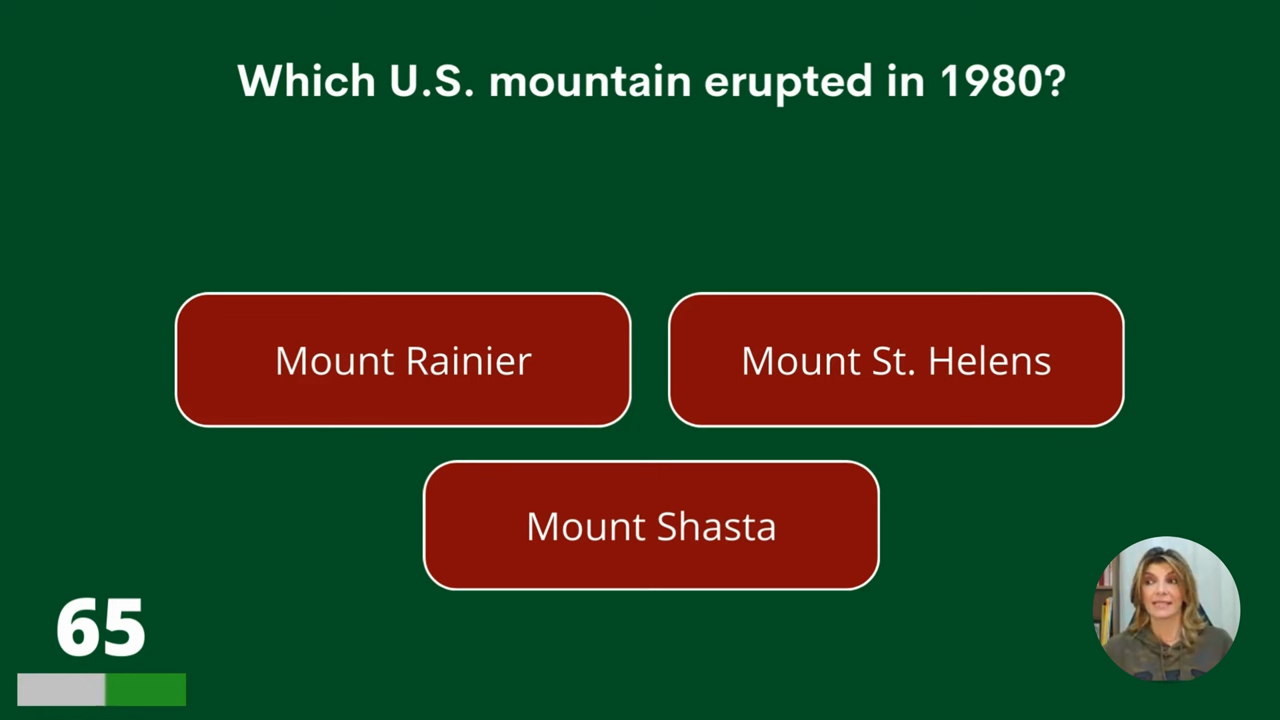 Which U.S. mountain erupted in 1980?
Mount Rainier
Mount St. Helens
Mount Shasta
65